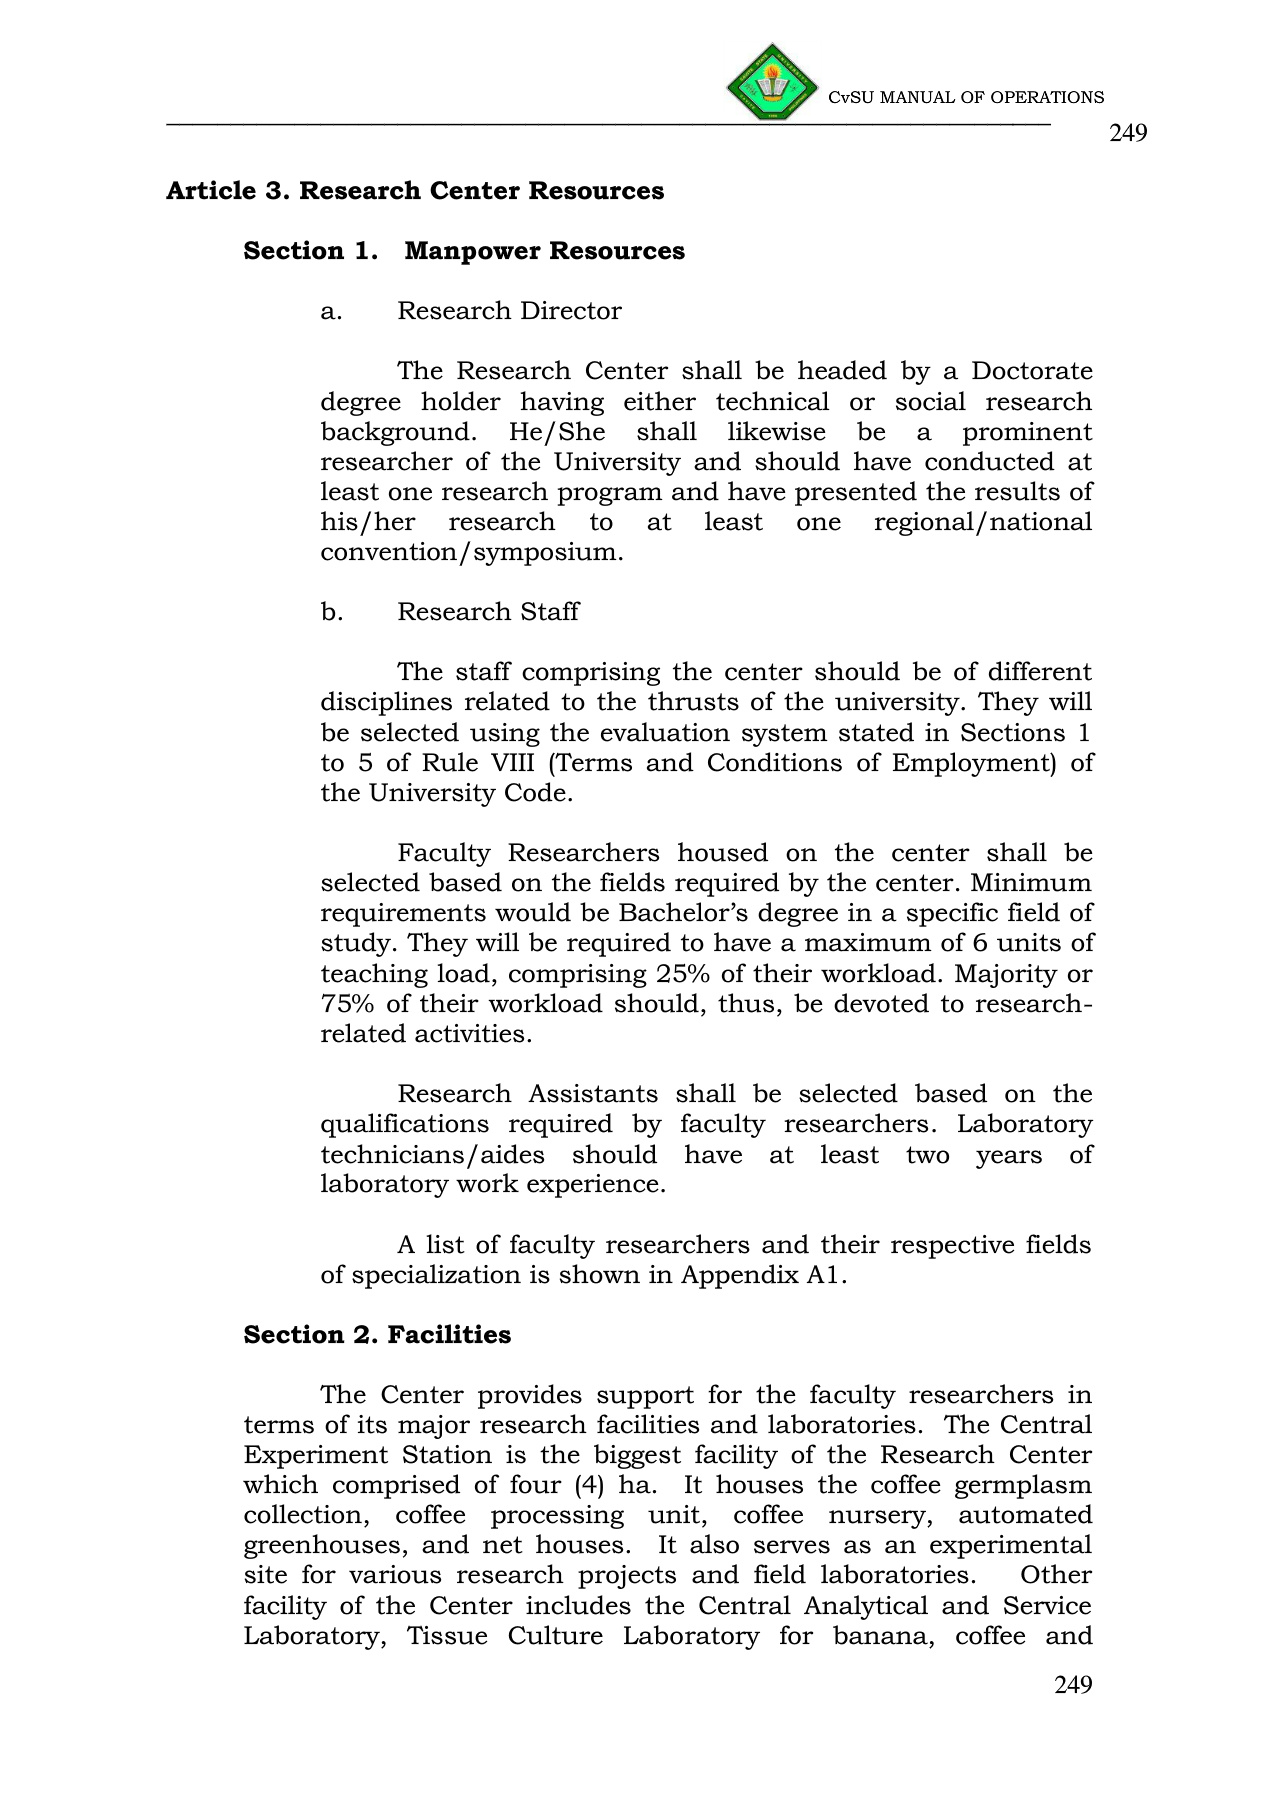 CvSU MANUAL OF OPERATIONS
249
Article 3. Research Center Resources
Section 1. Manpower Resources
a. Research Director
The Research Center shall be headed by a Doctorate
degree holder having either technical or social research
background. He/She shall likewise be a prominent
researcher of the University and should have conducted at
least one research program and have presented the results of
his/her research to at least one regional/national
convention/symposium.
b. Research Staff
The staff comprising the center should be of different
disciplines related to the thrusts of the university. They will
be selected using the evaluation system stated in Sections 1
to 5 of Rule VIII (Terms and Conditions of Employment) of
the University Code.
Faculty Researchers housed on the center shall be
selected based on the fields required by the center. Minimum
requirements would be Bachelor’s degree in a specific field of
study. They will be required to have a maximum of 6 units of
teaching load, comprising 25% of their workload. Majority or
75% of their workload should, thus, be devoted to research-
related activities.
Research Assistants shall be selected based on the
qualifications required by faculty researchers. Laboratory
technicians/aides should have at least two years of
laboratory work experience.
A list of faculty researchers and their respective fields
of specialization is shown in Appendix A1.
Section 2. Facilities
The Center provides support for the faculty researchers in
terms of its major research facilities and laboratories. The Central
Experiment Station is the biggest facility of the Research Center
which comprised of four (4) ha. It houses the coffee germplasm
collection, coffee processing unit, coffee nursery, automated
greenhouses, and net houses. It also serves as an experimental
site for various research projects and field laboratories. Other
facility of the Center includes the Central Analytical and Service
Laboratory, Tissue Culture Laboratory for banana, coffee and
249